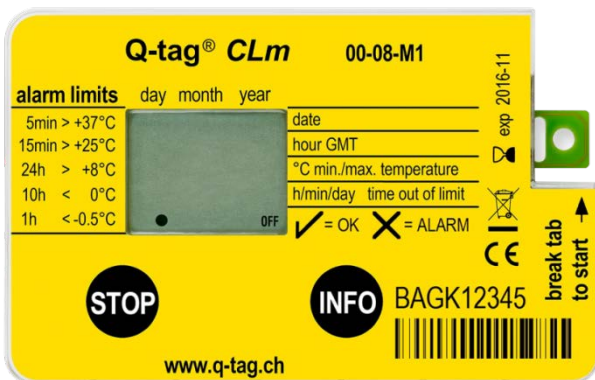 Q-tag® CLm 00-08-M1
alarm limits day month year
5min > +37°C
15min > +25°C
24h > +8°C
10h < 0°C
1h < -0.5°C
OFF
date
hour GMT
°C min./max. temperature
h/min/day time out of limit
✓ = OK ✗ = ALARM
exp 2016-11
CE
break tab
to start
STOP
INFO
BAGK12345
www.q-tag.ch